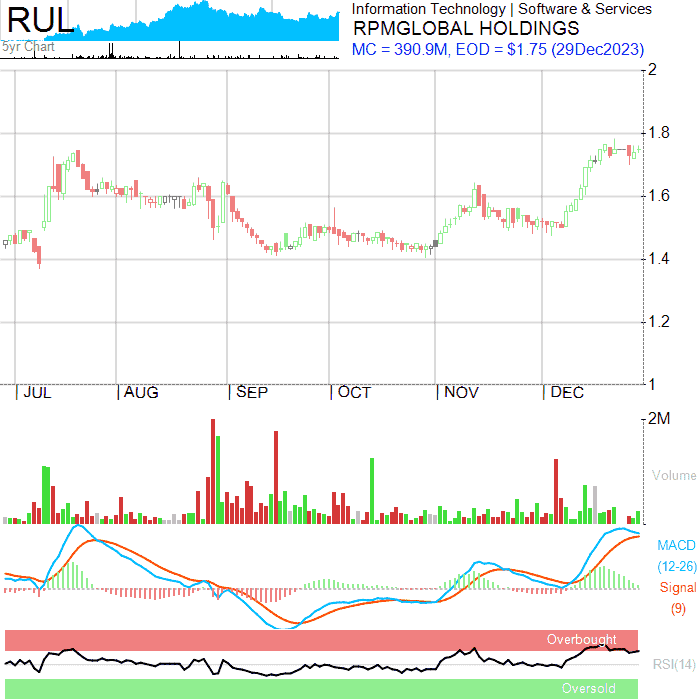 RUL
5yr Chart
Information Technology | Software & Services
RPMGLOBAL HOLDINGS
MC = 390.9M, EOD = $1.75 (29Dec2023)
2
1.8
1.6
1.4
1.2
1
| JUL | AUG | SEP | OCT | NOV | DEC
2M
Volume
MACD
(12-26)
Signal
(9)
Overbought
RSI(14)
Oversold